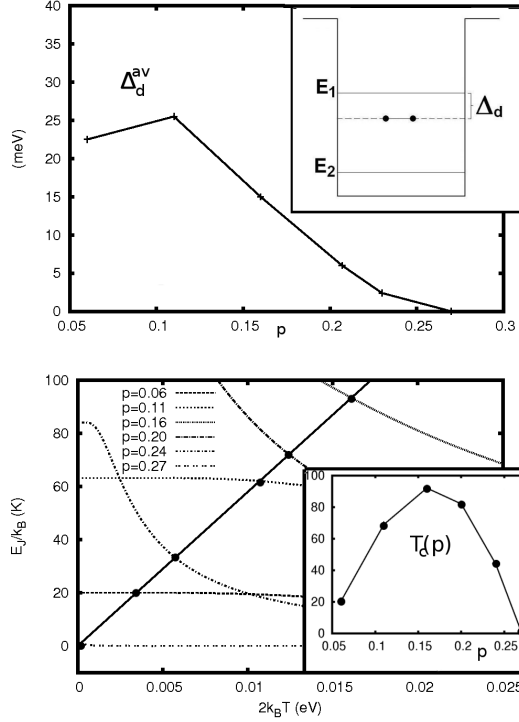 40
35
30
25
20
15
10
5
0
(meV)
Δ_d^av
0.05 0.1 0.15 0.2 0.25 0.3
p
E₁
Δ_d
E₂
100
80
60
40
20
0
E_J/k_B (K)
p=0.06
p=0.11
p=0.16
p=0.20
p=0.24
p=0.27
0 0.005 0.01 0.015 0.02 0.025
2k_BT (eV)
100
80
60
40
20
0
T_c(p)
0.05 0.1 0.15 0.2 0.25
p